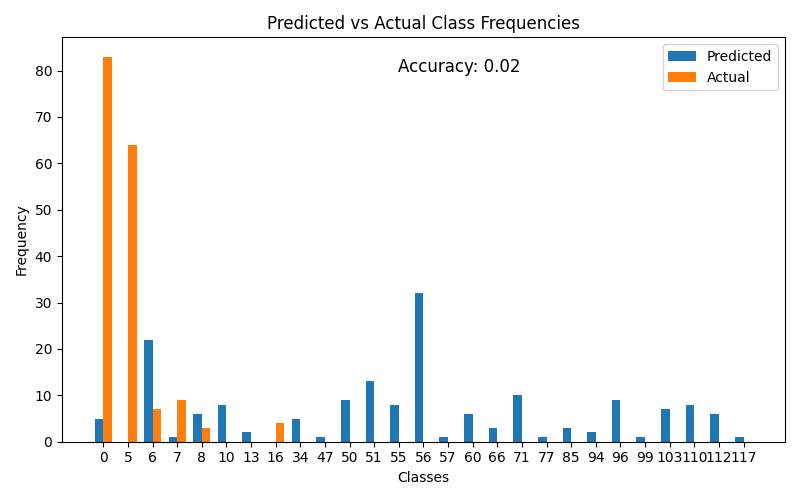 Predicted vs Actual Class Frequencies
Accuracy: 0.02
Predicted
Actual
Frequency
80
70
60
50
40
30
20
10
0
0 5 6 7 8 10 13 16 34 47 50 51 55 56 57 60 66 71 77 85 94 96 99 103 110 112 117
Classes